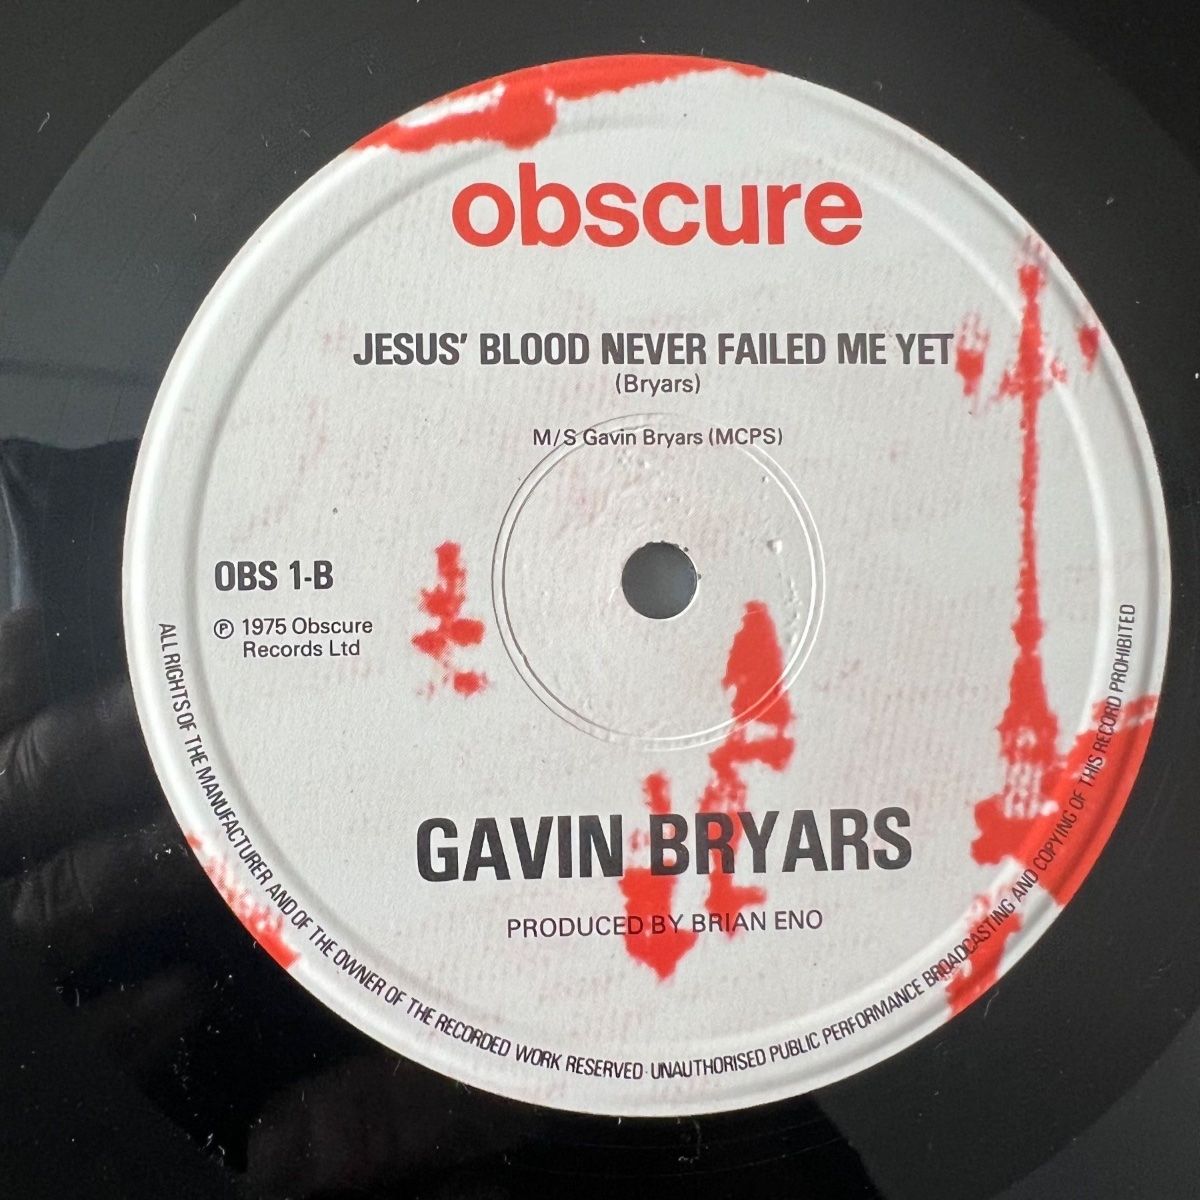 obscure
JESUS' BLOOD NEVER FAILED ME YET
(Bryars)
M/S Gavin Bryars (MCPS)
OBS 1-B
℗ 1975 Obscure
Records Ltd
GAVIN BRYARS
PRODUCED BY BRIAN ENO
ALL RIGHTS OF THE MANUFACTURER AND OF THE OWNER OF THE RECORDED WORK RESERVED · UNAUTHORISED PUBLIC PERFORMANCE BROADCASTING AND COPYING OF THIS RECORD PROHIBITED